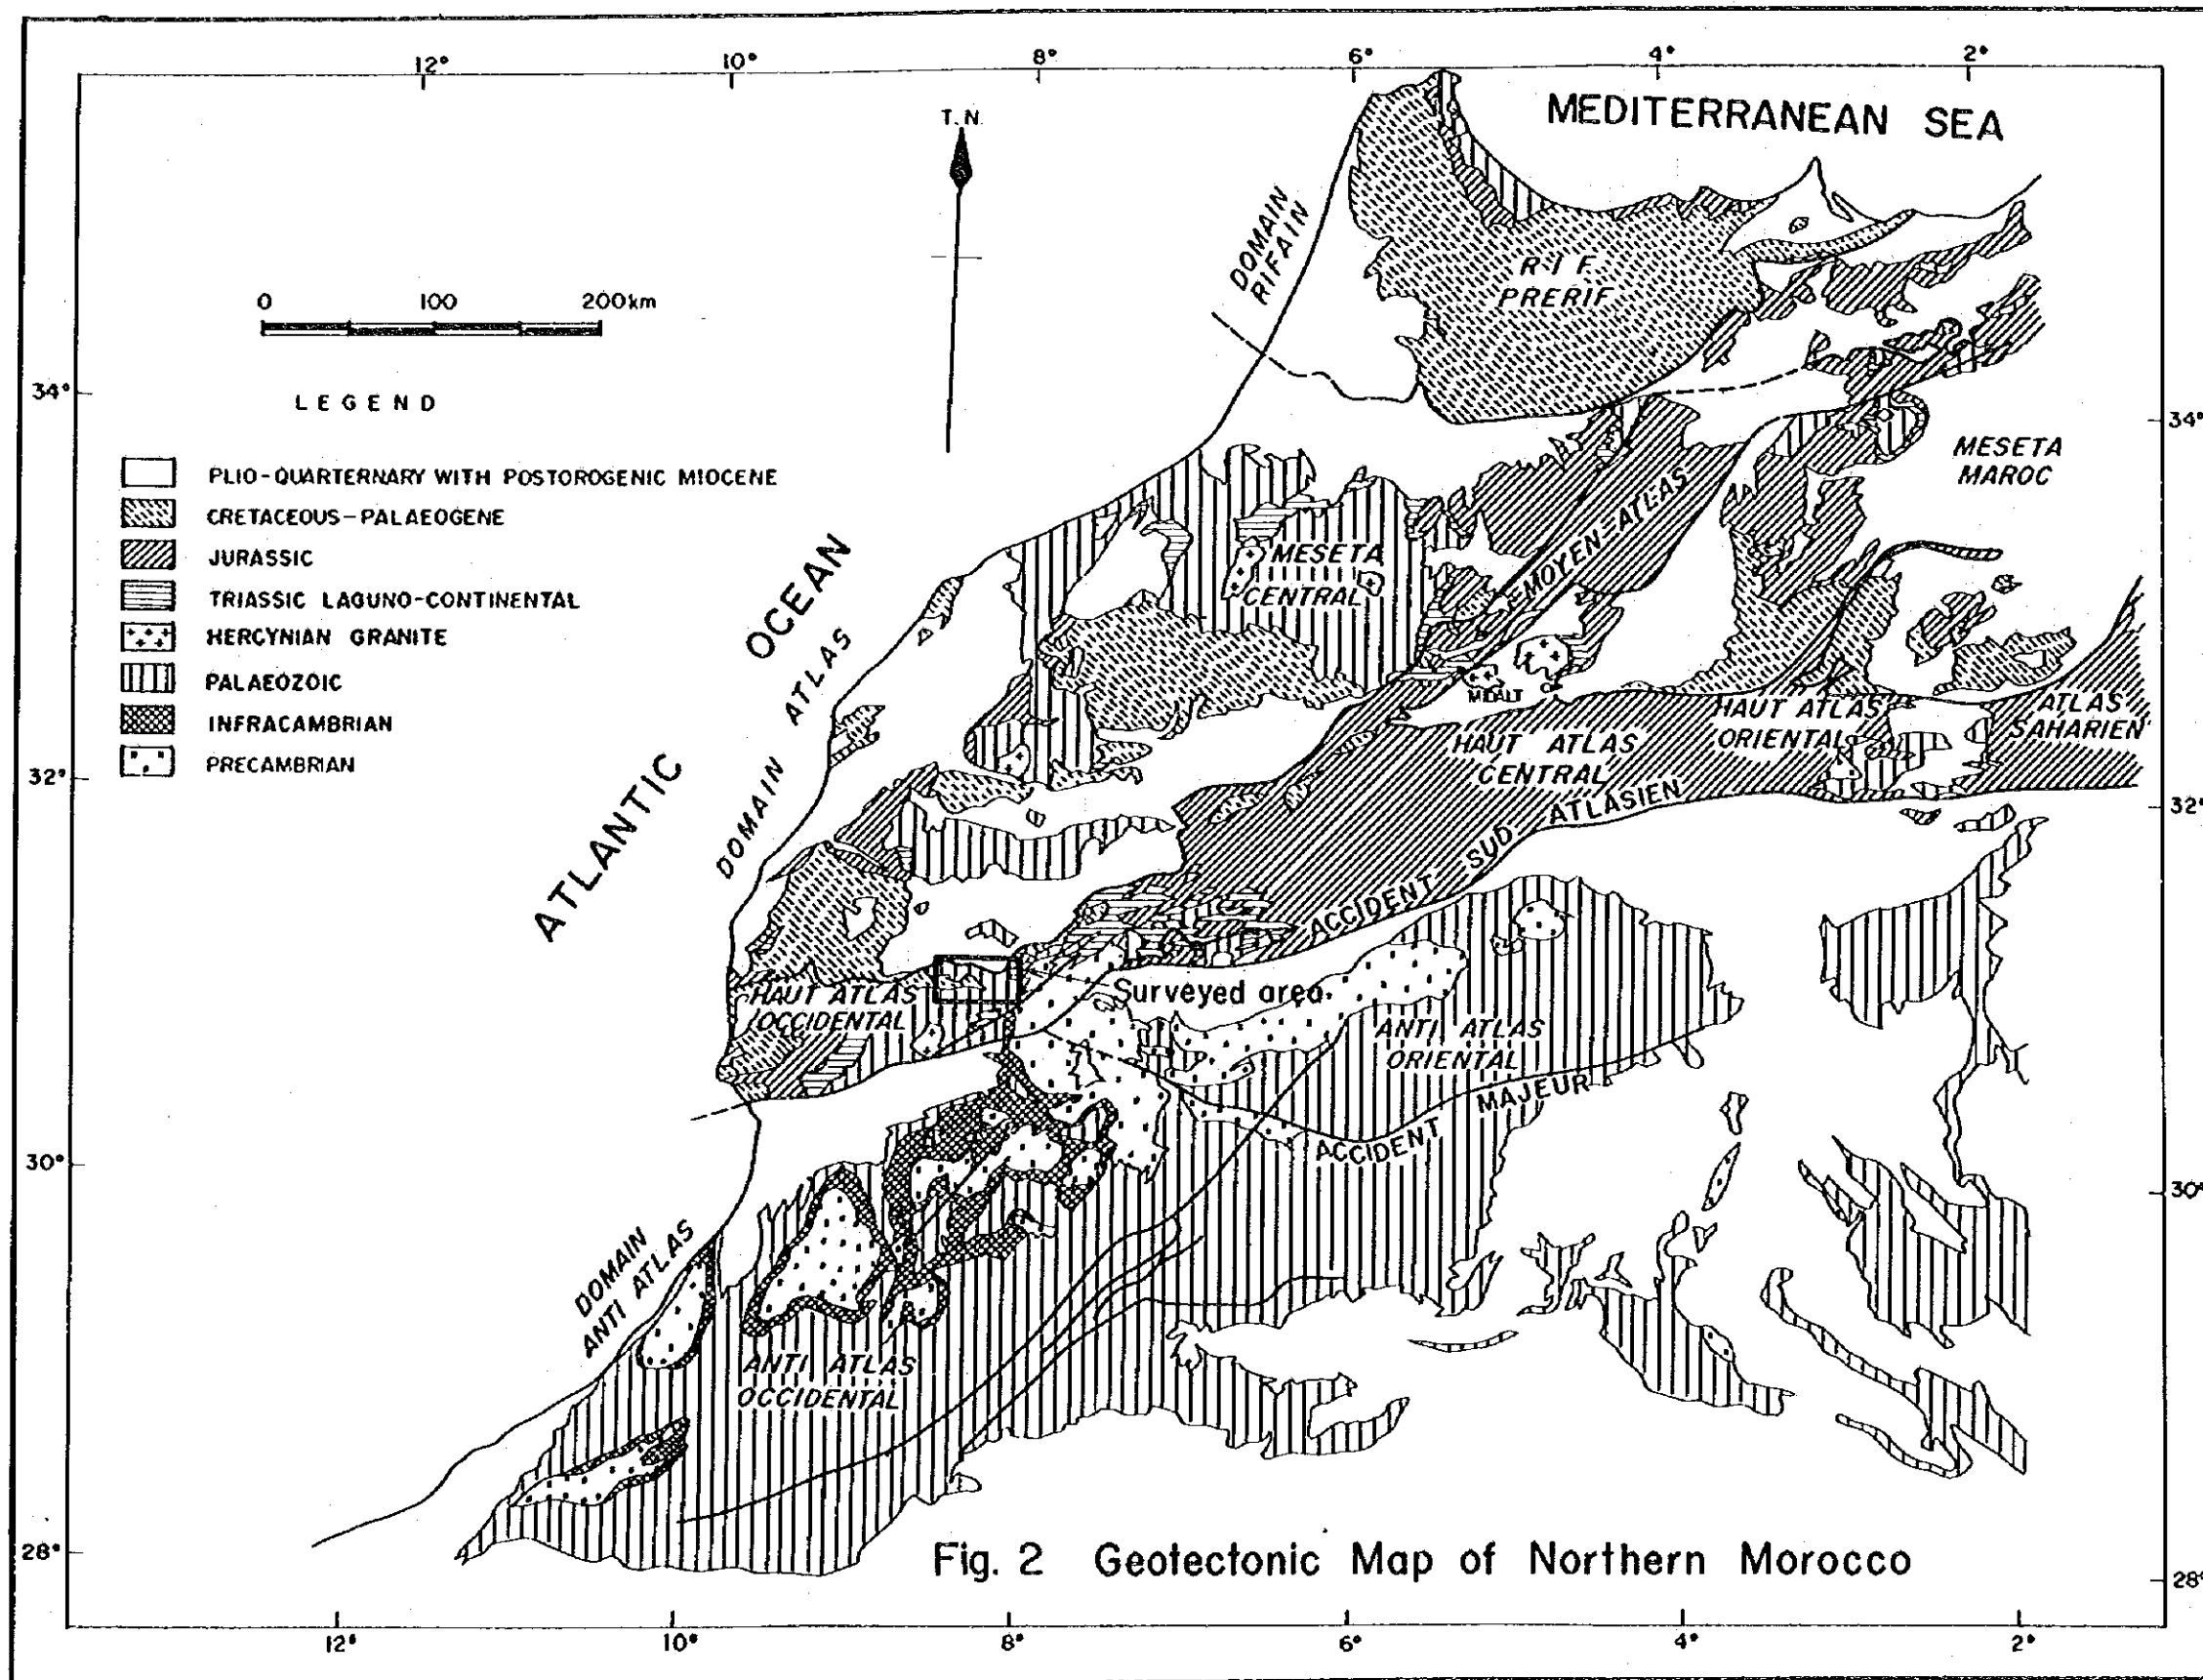 12° 10° 8° 6° 4° 2°
MEDITERRANEAN SEA
T. N.
DOMAIN
RIFAIN
RIF
PRERIF
0 100 200km
34°
34°
LEGEND
PLIO-QUARTERNARY WITH POSTOROGENIC MIOCENE
CRETACEOUS-PALAEOGENE
JURASSIC
TRIASSIC LAGUNO-CONTINENTAL
HERCYNIAN GRANITE
PALAEOZOIC
INFRACAMBRIAN
PRECAMBRIAN
MESETA
MAROC
MOYEN-ATLAS
MESETA
CENTRAL
ATLANTIC OCEAN
DOMAIN ATLAS
MIDALT
HAUT ATLAS
ORIENTAL
ATLAS
SAHARIEN
HAUT ATLAS
CENTRAL
32°
32°
ACCIDENT SUD-ATLASIEN
HAUT ATLAS
OCCIDENTAL
Surveyed area
ANTI ATLAS
ORIENTAL
ACCIDENT MAJEUR
30°
30°
DOMAIN
ANTI ATLAS
ANTI ATLAS
OCCIDENTAL
28°
28°
Fig. 2 Geotectonic Map of Northern Morocco
12° 10° 8° 6° 4° 2°